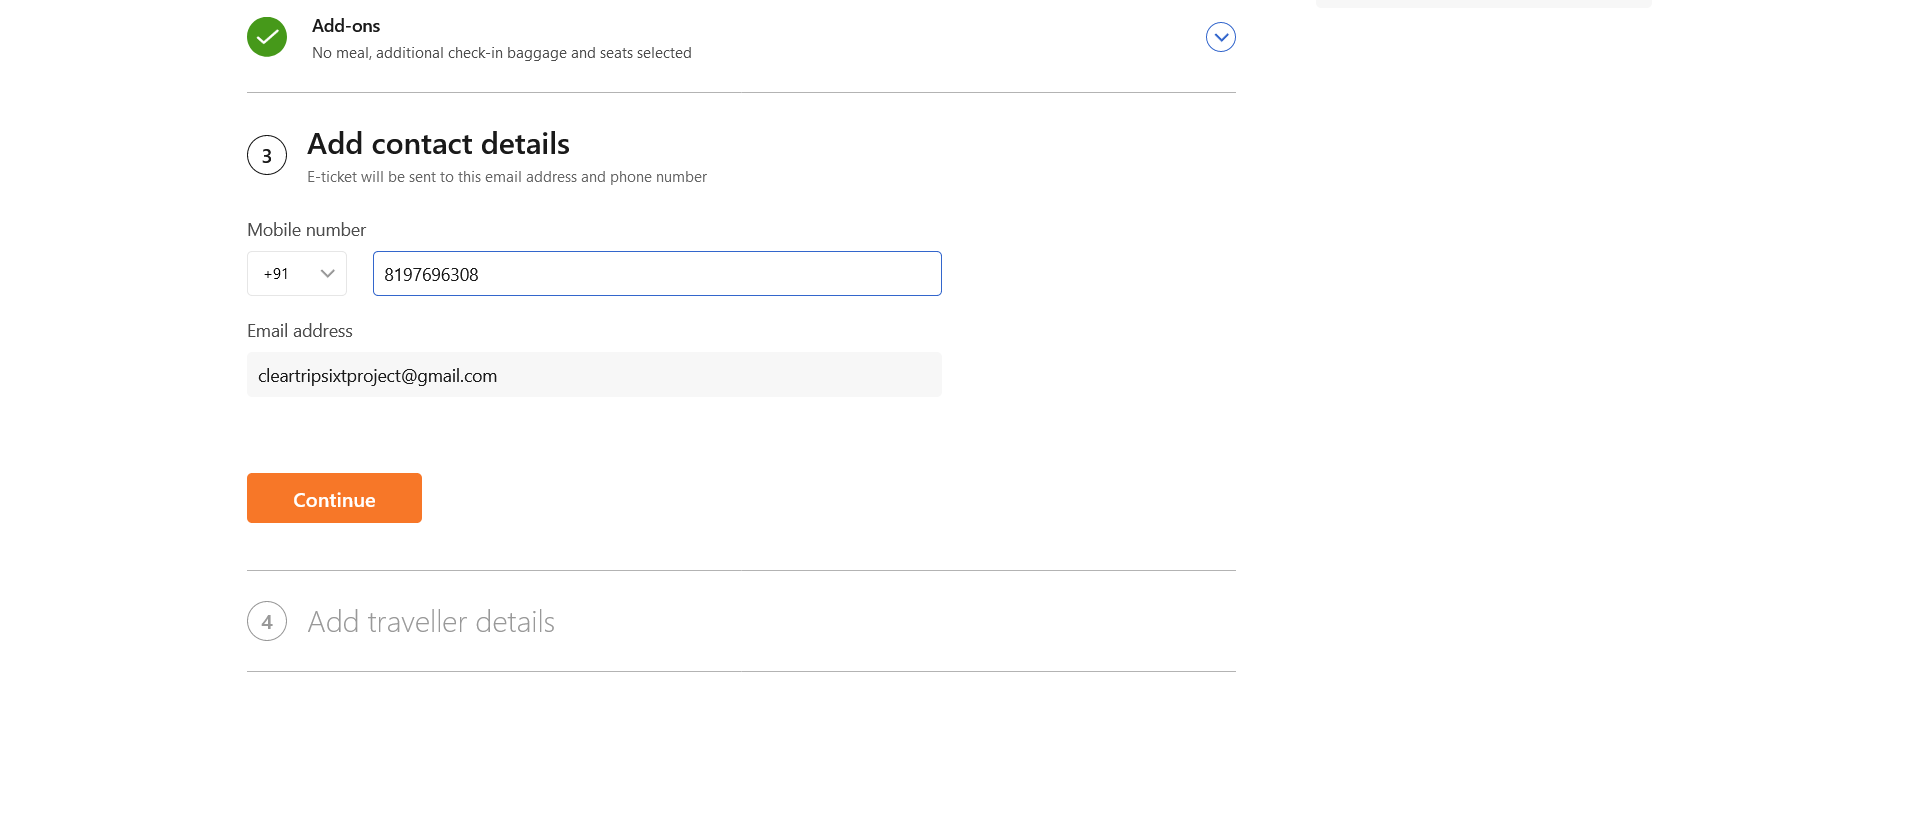 Add-ons
No meal, additional check-in baggage and seats selected
3
Add contact details
E-ticket will be sent to this email address and phone number
Mobile number
+91
8197696308
Email address
cleartripsixtproject@gmail.com
Continue
4
Add traveller details